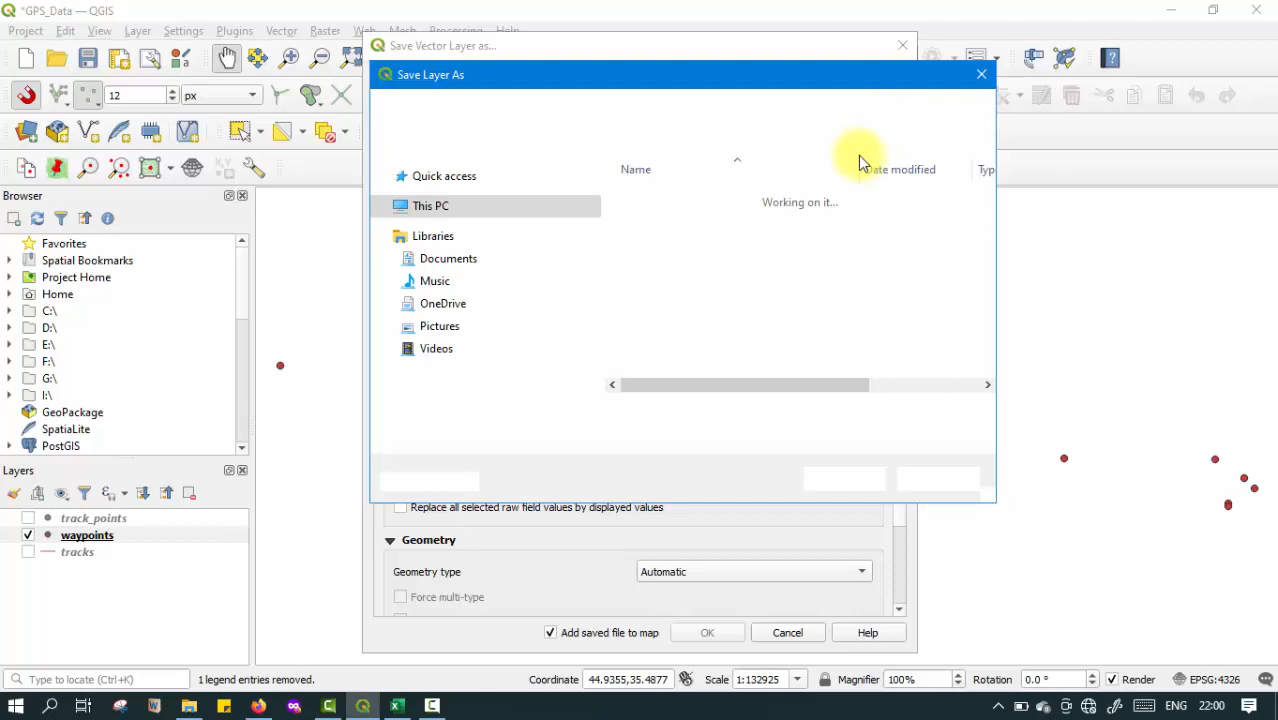 *GPS_Data — QGIS
Project Edit View Layer Settings Plugins Vector Raster Web Mesh Processing Help
Save Vector Layer as...
Save Layer As
12 px
Quick access
This PC
Libraries
Documents
Music
OneDrive
Pictures
Videos
Name Date modified Typ
Working on it...
Browser
Favorites
Spatial Bookmarks
Project Home
Home
C:\
D:\
E:\
F:\
G:\
I:\
GeoPackage
SpatiaLite
PostGIS
Layers
track_points
waypoints
tracks
Replace all selected raw field values by displayed values
Geometry
Geometry type Automatic
Force multi-type
Add saved file to map OK Cancel Help
Type to locate (Ctrl+K) 1 legend entries removed. Coordinate 44.9355,35.4877 Scale 1:132925 Magnifier 100% Rotation 0.0 ° Render EPSG:4326
ENG 22:00